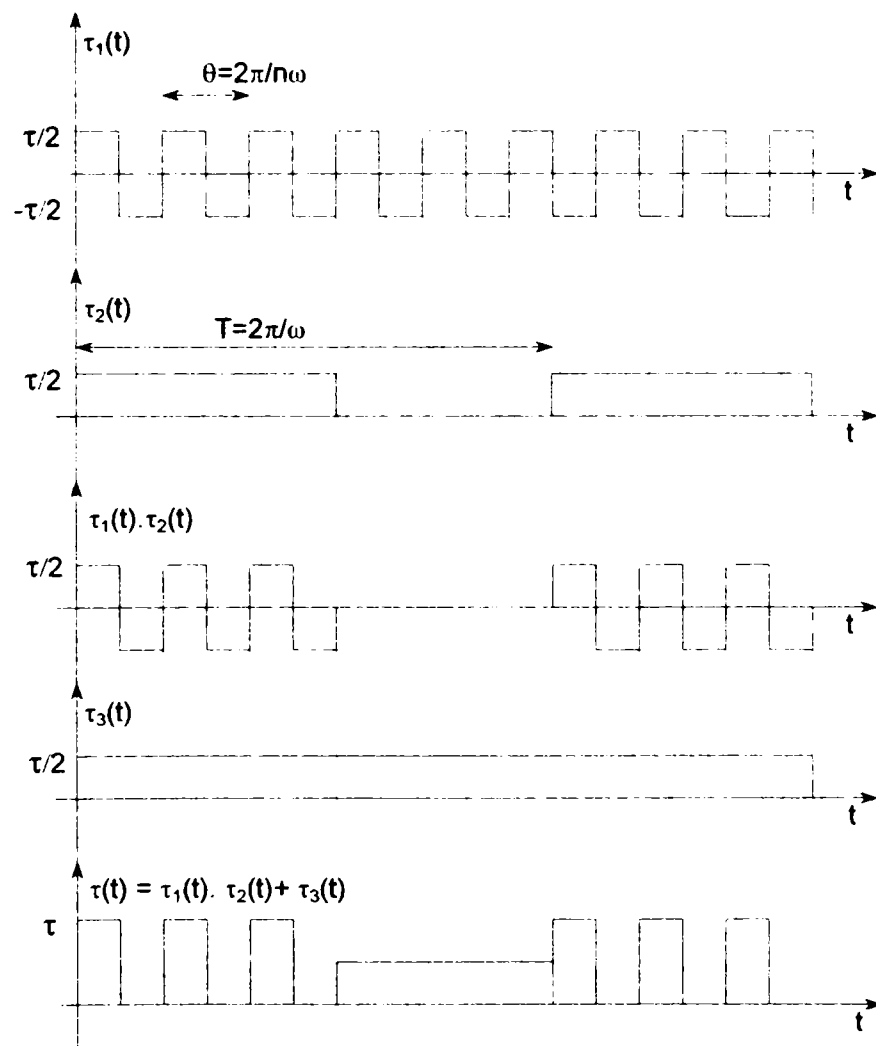 τ₁(t)
θ=2π/nω
τ/2
-τ/2
t
τ₂(t)
T=2π/ω
τ/2
t
τ₁(t).τ₂(t)
τ/2
t
τ₃(t)
τ/2
t
τ(t) = τ₁(t). τ₂(t)+ τ₃(t)
τ
t